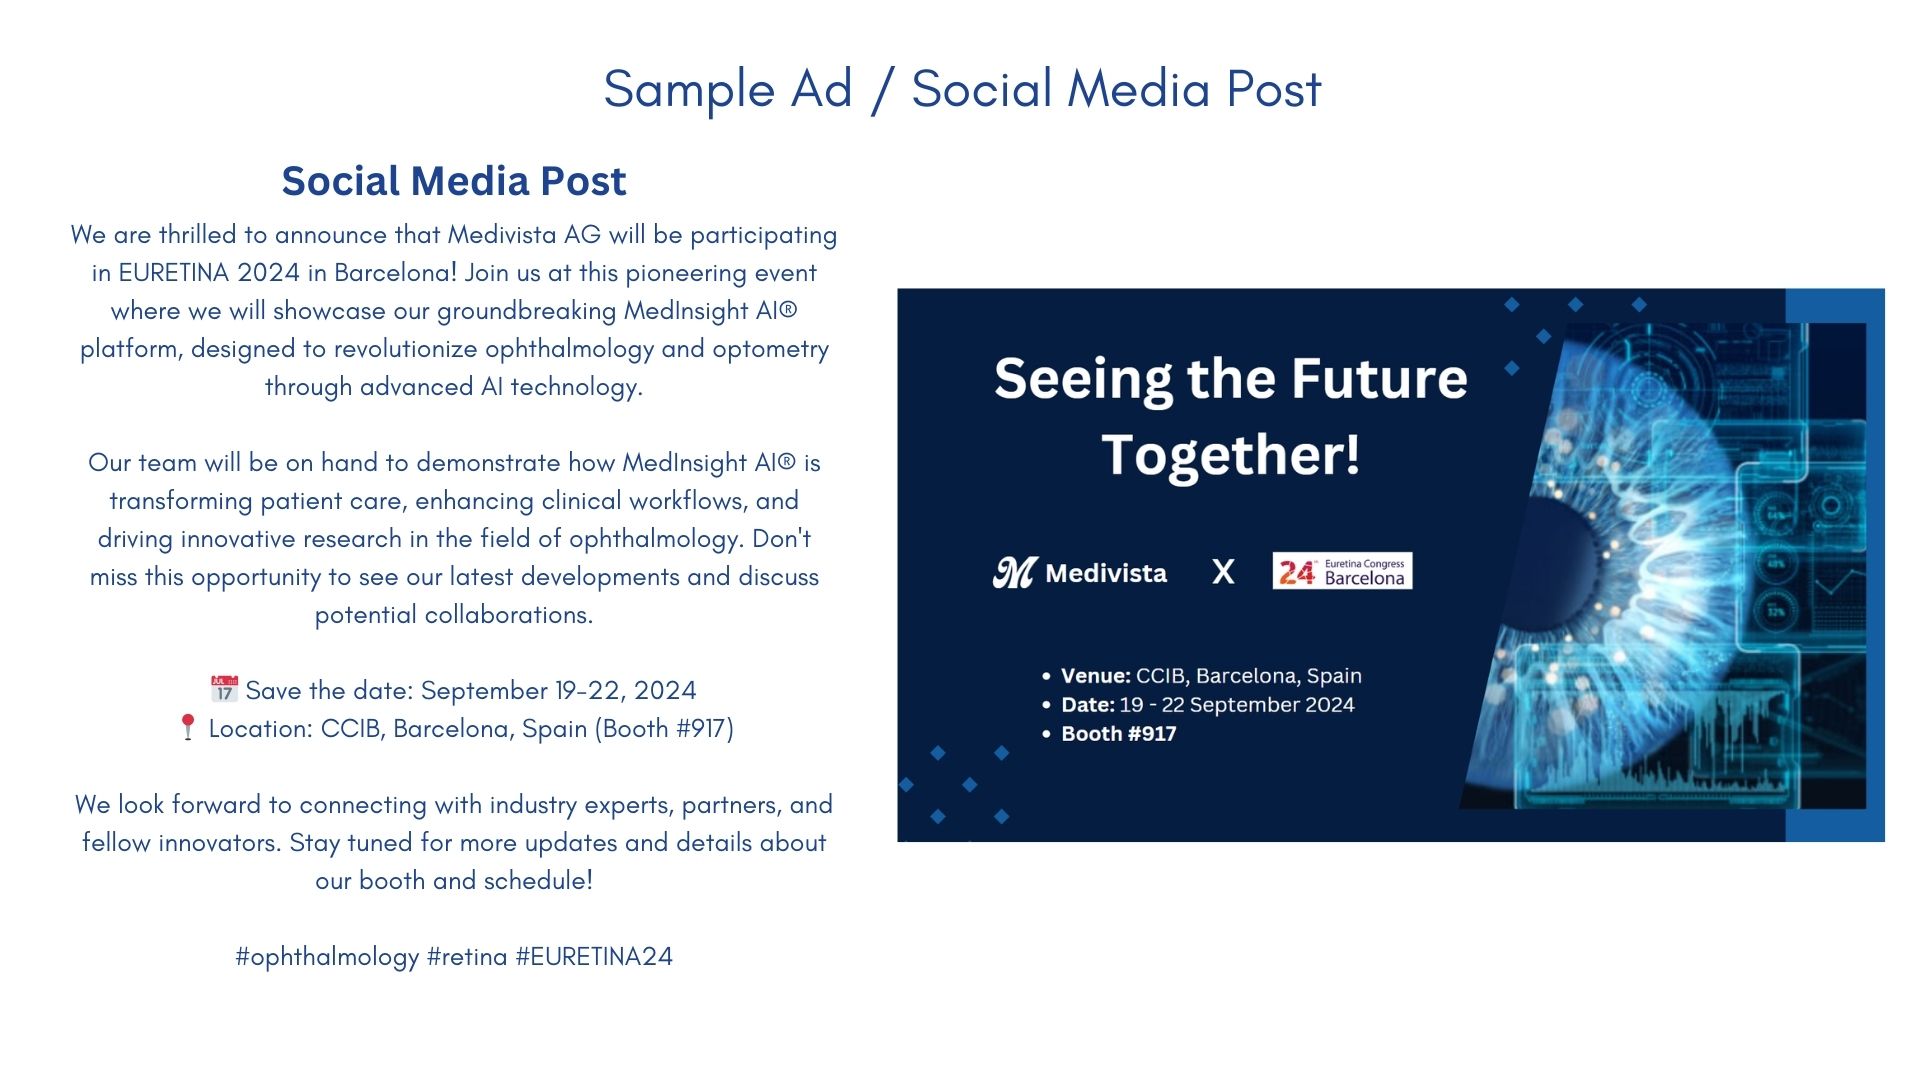 Sample Ad / Social Media Post
Social Media Post
We are thrilled to announce that Medivista AG will be participating
in EURETINA 2024 in Barcelona! Join us at this pioneering event
where we will showcase our groundbreaking MedInsight AI®
platform, designed to revolutionize ophthalmology and optometry
through advanced AI technology.
Our team will be on hand to demonstrate how MedInsight AI® is
transforming patient care, enhancing clinical workflows, and
driving innovative research in the field of ophthalmology. Don't
miss this opportunity to see our latest developments and discuss
potential collaborations.
📅 Save the date: September 19-22, 2024
📍 Location: CCIB, Barcelona, Spain (Booth #917)
We look forward to connecting with industry experts, partners, and
fellow innovators. Stay tuned for more updates and details about
our booth and schedule!
#ophthalmology #retina #EURETINA24
Seeing the Future
Together!
M Medivista X 24th Euretina Congress
Barcelona
• Venue: CCIB, Barcelona, Spain
• Date: 19 - 22 September 2024
• Booth #917